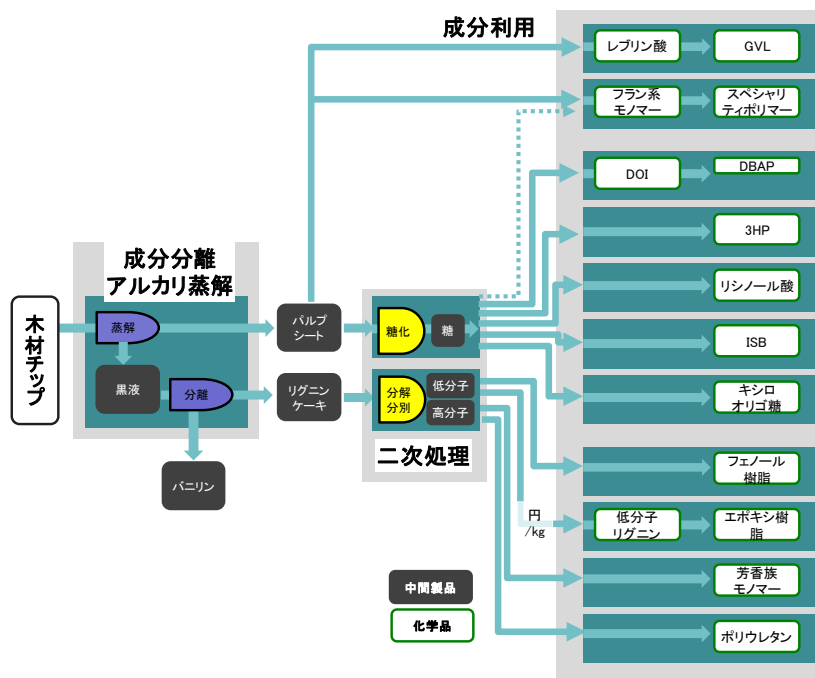 成分利用
レブリン酸
GVL
フラン系
モノマー
スペシャリ
ティポリマー
DOI
DBAP
3HP
リシノール酸
ISB
キシロ
オリゴ糖
フェノール
樹脂
円
/kg
低分子
リグニン
エポキシ樹
脂
芳香族
モノマー
ポリウレタン
成分分離
アルカリ蒸解
木材チップ
蒸解
黒液
分離
バニリン
パルプ
シート
リグニン
ケーキ
糖化
糖
分解
分別
低分子
高分子
二次処理
中間製品
化学品